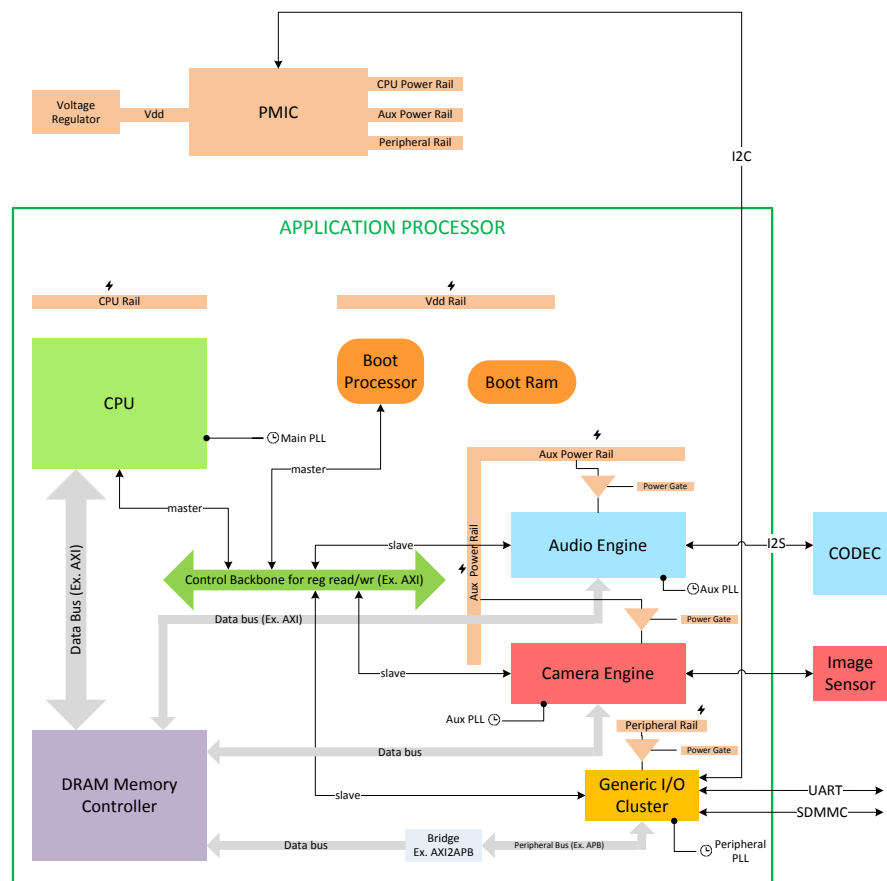 CPU Power Rail
Voltage
Regulator
Vdd
PMIC
Aux Power Rail
Peripheral Rail
I2C
APPLICATION PROCESSOR
CPU Rail
Vdd Rail
CPU
Boot
Processor
Boot Ram
Main PLL
Aux Power Rail
master
Power Gate
master
Aux Power Rail
slave
Audio Engine
I2S
CODEC
Data Bus (Ex. AXI)
Control Backbone for reg read/wr (Ex. AXI)
Aux PLL
Data bus (Ex. AXI)
Power Gate
slave
Camera Engine
Image
Sensor
Aux PLL
Peripheral Rail
Data bus
Power Gate
DRAM Memory
Controller
Generic I/O
Cluster
slave
UART
SDMMC
Data bus
Bridge
Ex. AXI2APB
Peripheral Bus (Ex. APB)
Peripheral
PLL